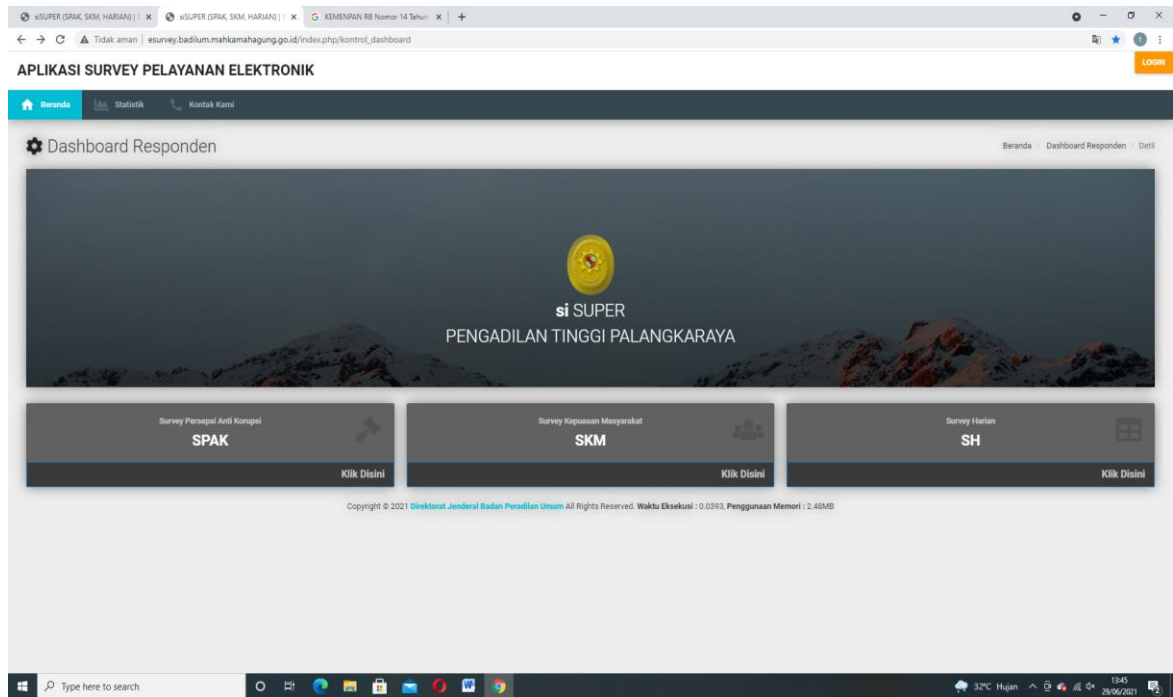 siSUPER (SPAK, SKM, HARIAN) |
siSUPER (SPAK, SKM, HARIAN) |
KEMENPAN RB Nomor 14 Tahun
Tidak aman | esurvey.badilum.mahkamahagung.go.id/index.php/kontrol_dashboard
APLIKASI SURVEY PELAYANAN ELEKTRONIK
LOGIN
Beranda
Statistik
Kontak Kami
Dashboard Responden
Beranda / Dashboard Responden / Detil
si SUPER
PENGADILAN TINGGI PALANGKARAYA
Survey Persepsi Anti Korupsi
SPAK
Klik Disini
Survey Kepuasan Masyarakat
SKM
Klik Disini
Survey Harian
SH
Klik Disini
Copyright © 2021 Direktorat Jenderal Badan Peradilan Umum All Rights Reserved. Waktu Eksekusi : 0.0393, Penggunaan Memori : 2.48MB
Type here to search
32°C Hujan
13:45
29/06/2021